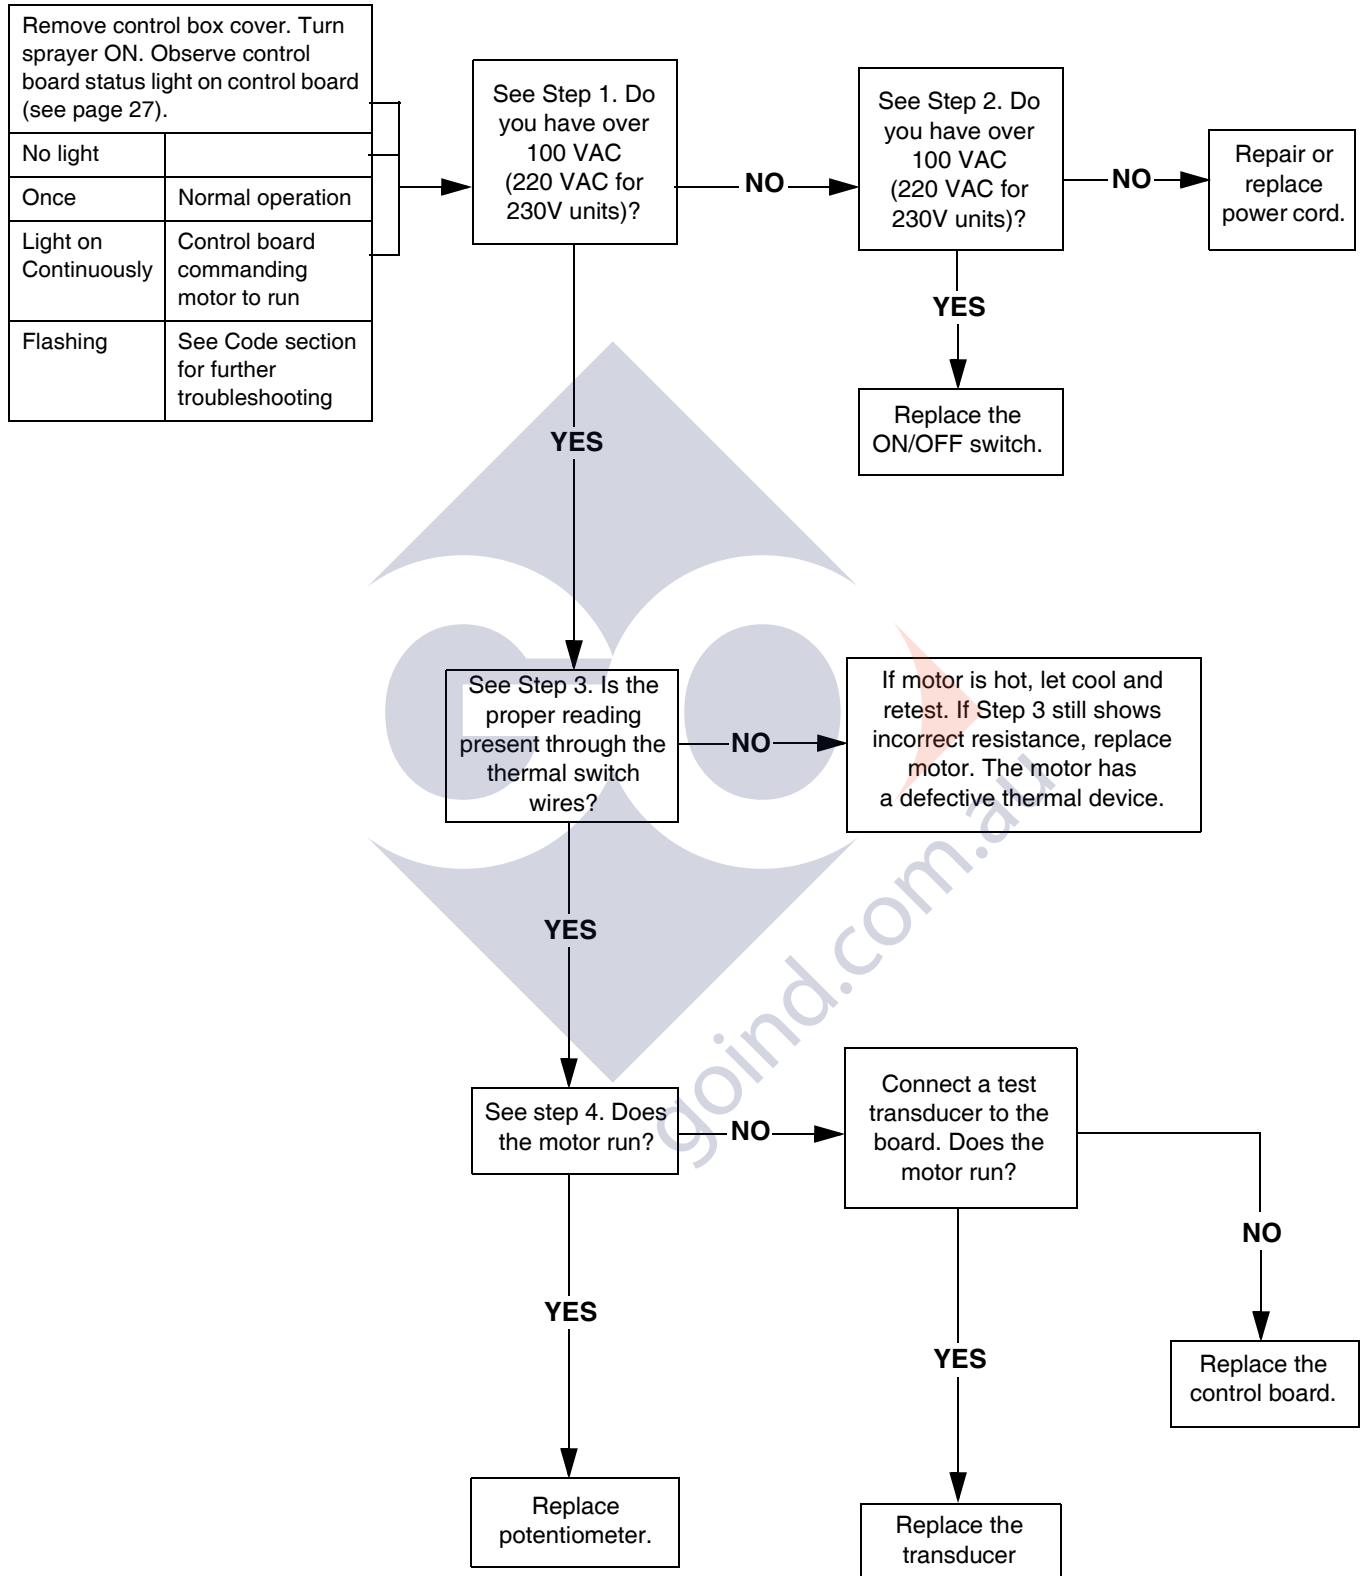 Remove control box cover. Turn
sprayer ON. Observe control
board status light on control board
(see page 27).
No light
Once
Normal operation
Light on
Continuously
Control board
commanding
motor to run
Flashing
See Code section
for further
troubleshooting
See Step 1. Do
you have over
100 VAC
(220 VAC for
230V units)?
NO
See Step 2. Do
you have over
100 VAC
(220 VAC for
230V units)?
NO
Repair or
replace
power cord.
YES
Replace the
ON/OFF switch.
YES
See Step 3. Is the
proper reading
present through the
thermal switch
wires?
NO
If motor is hot, let cool and
retest. If Step 3 still shows
incorrect resistance, replace
motor. The motor has
a defective thermal device.
YES
See step 4. Does
the motor run?
NO
Connect a test
transducer to the
board. Does the
motor run?
NO
Replace the
control board.
YES
Replace
potentiometer.
YES
Replace the
transducer
goind.com.au